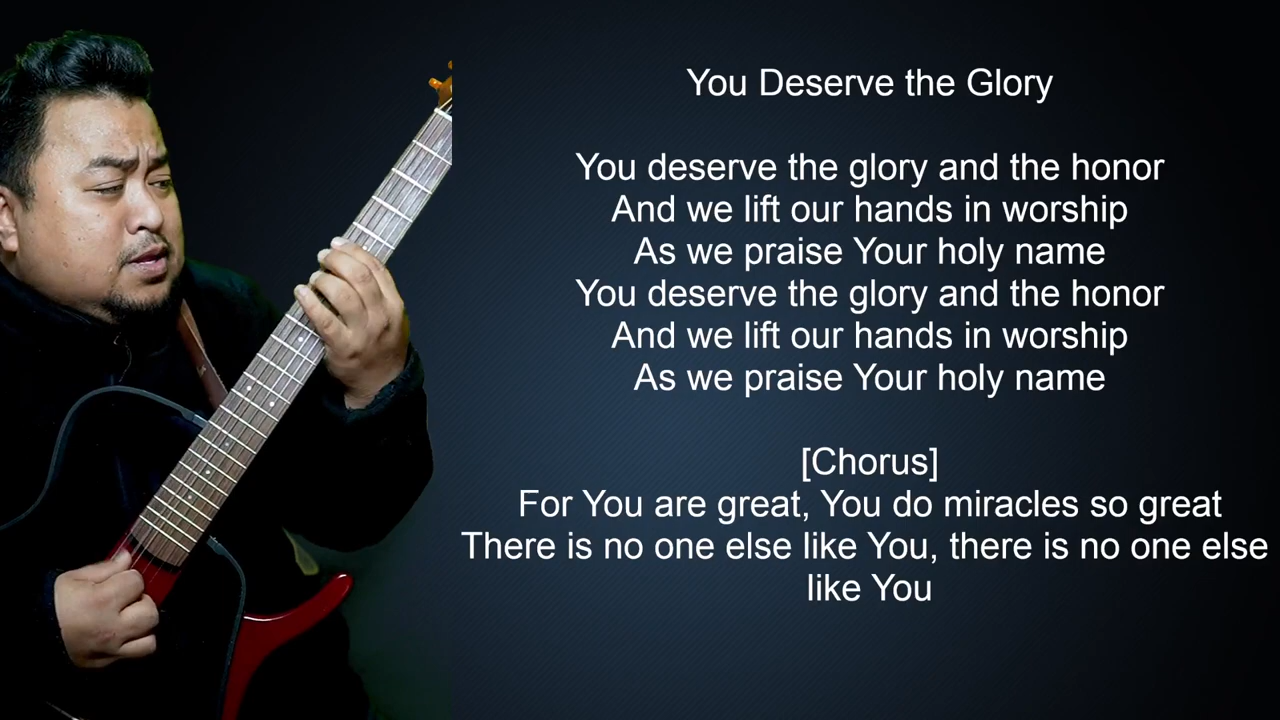 You Deserve the Glory
You deserve the glory and the honor
And we lift our hands in worship
As we praise Your holy name
You deserve the glory and the honor
And we lift our hands in worship
As we praise Your holy name
[Chorus]
For You are great, You do miracles so great
There is no one else like You, there is no one else
like You